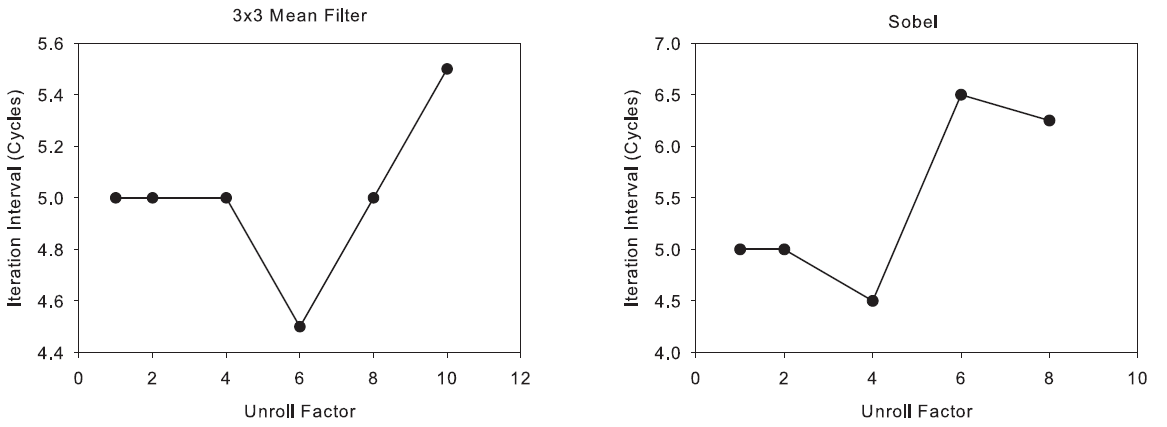 3x3 Mean Filter
Iteration Interval (Cycles)
5.6
5.4
5.2
5.0
4.8
4.6
4.4
0 2 4 6 8 10 12
Unroll Factor
Sobel
Iteration Interval (Cycles)
7.0
6.5
6.0
5.5
5.0
4.5
4.0
0 2 4 6 8 10
Unroll Factor